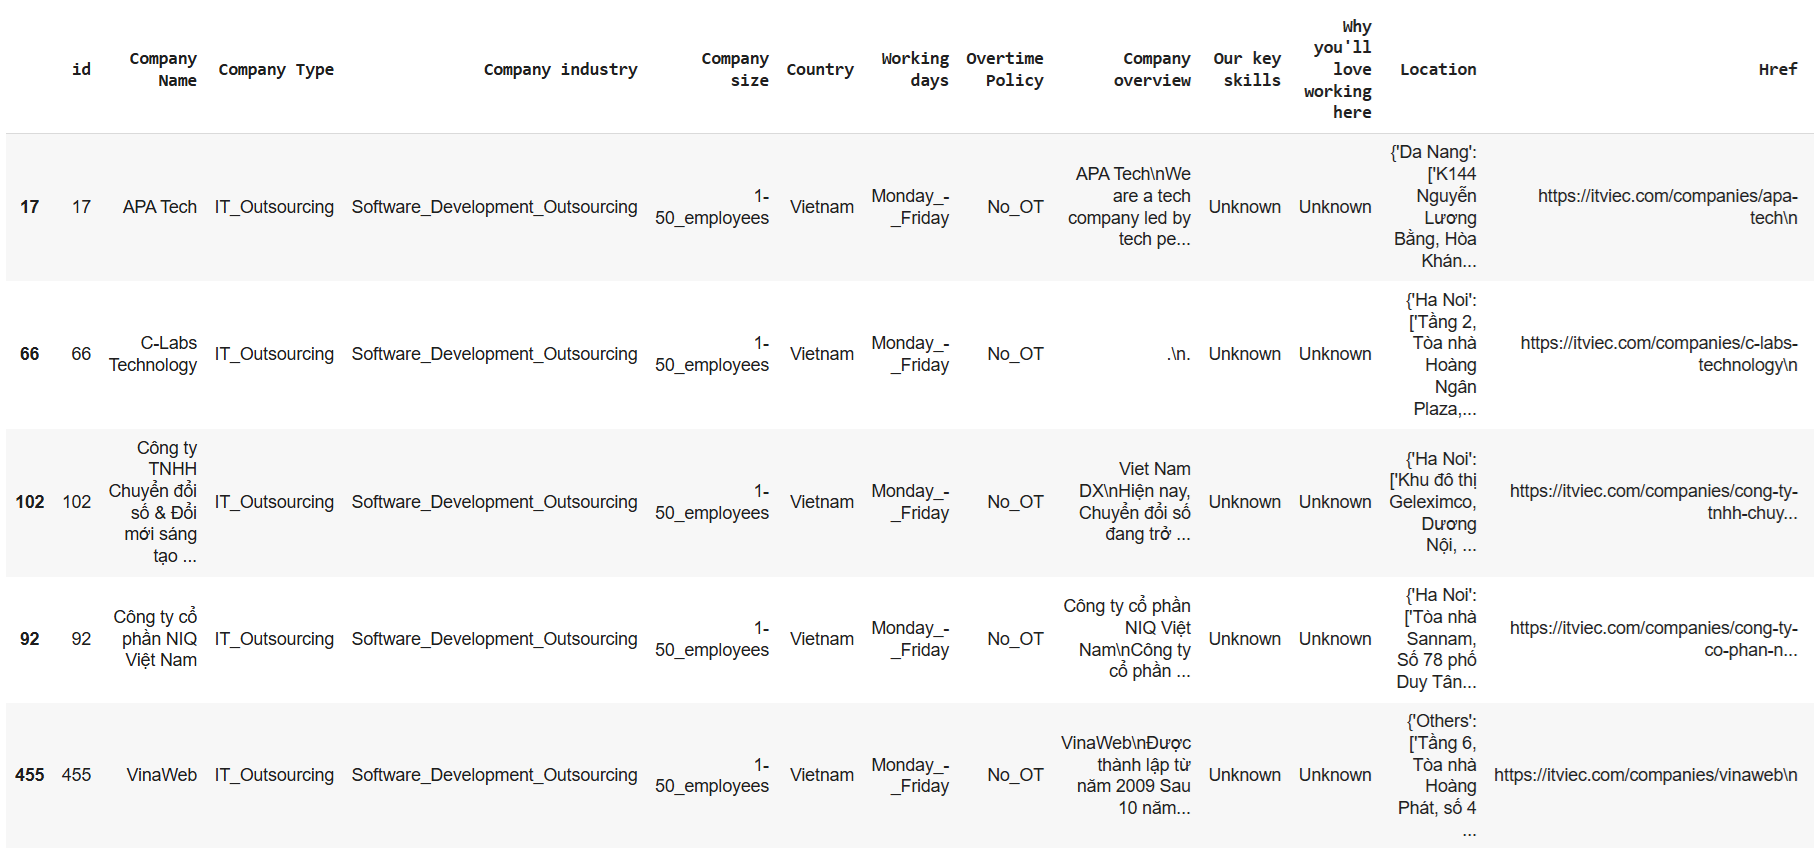 id Company Name Company Type Company industry Company size Country Working days Overtime Policy Company overview Our key skills Why you'll love working here Location Href
17 17 APA Tech IT_Outsourcing Software_Development_Outsourcing 1-50_employees Vietnam Monday_-_Friday No_OT APA Tech\nWe are a tech company led by tech pe... Unknown Unknown {'Da Nang': ['K144 Nguyễn Lương Bằng, Hòa Khán... https://itviec.com/companies/apa-tech\n
66 66 C-Labs Technology IT_Outsourcing Software_Development_Outsourcing 1-50_employees Vietnam Monday_-_Friday No_OT .\n. Unknown Unknown {'Ha Noi': ['Tầng 2, Tòa nhà Hoàng Ngân Plaza,... https://itviec.com/companies/c-labs-technology\n
102 102 Công ty TNHH Chuyển đổi số & Đổi mới sáng tạo ... IT_Outsourcing Software_Development_Outsourcing 1-50_employees Vietnam Monday_-_Friday No_OT Viet Nam DX\nHiện nay, Chuyển đổi số đang trở ... Unknown Unknown {'Ha Noi': ['Khu đô thị Geleximco, Dương Nội, ... https://itviec.com/companies/cong-ty-tnhh-chuy...
92 92 Công ty cổ phần NIQ Việt Nam IT_Outsourcing Software_Development_Outsourcing 1-50_employees Vietnam Monday_-_Friday No_OT Công ty cổ phần NIQ Việt Nam\nCông ty cổ phần ... Unknown Unknown {'Ha Noi': ['Tòa nhà Sannam, Số 78 phố Duy Tân... https://itviec.com/companies/cong-ty-co-phan-n...
455 455 VinaWeb IT_Outsourcing Software_Development_Outsourcing 1-50_employees Vietnam Monday_-_Friday No_OT VinaWeb\nĐược thành lập từ năm 2009 Sau 10 năm... Unknown Unknown {'Others': ['Tầng 6, Tòa nhà Hoàng Phát, số 4 ... https://itviec.com/companies/vinaweb\n